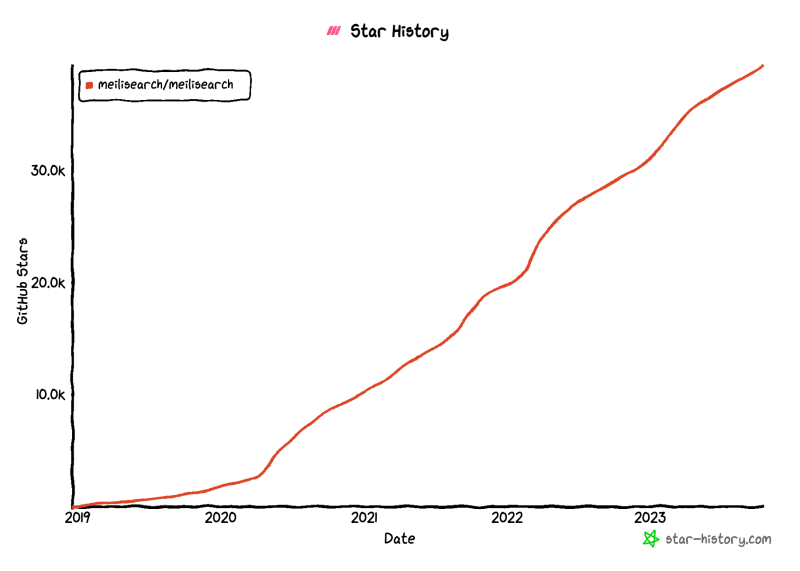 Star History
meilisearch/meilisearch
30.0k
20.0k
10.0k
GitHub Stars
2019 2020 2021 2022 2023
Date
star-history.com